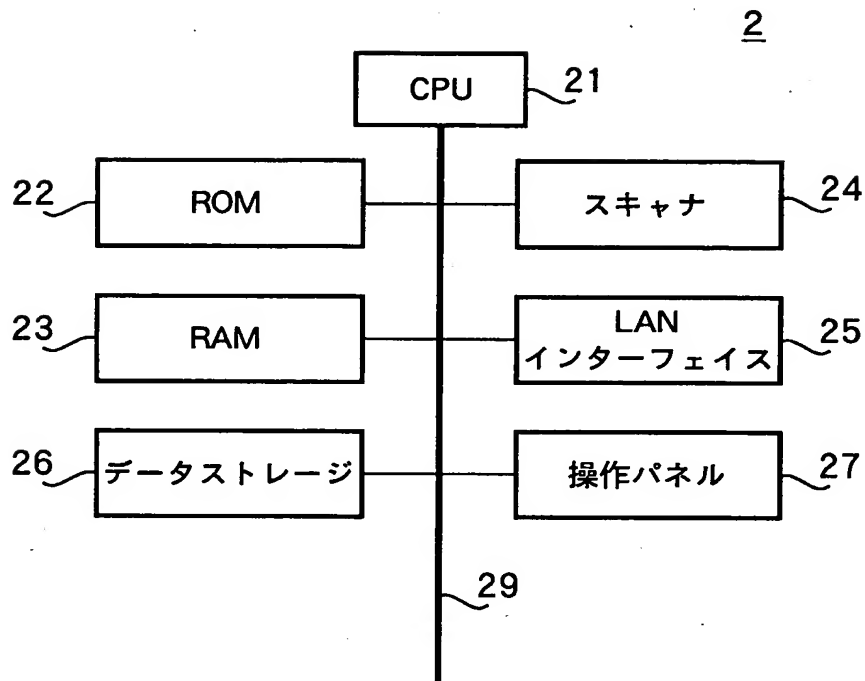 2
CPU
21
22
ROM
スキャナ
24
23
RAM
LAN
インターフェイス
25
26
データストレージ
操作パネル
27
29